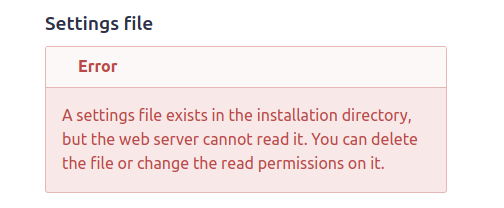 Settings file
Error
A settings file exists in the installation directory,
but the web server cannot read it. You can delete
the file or change the read permissions on it.